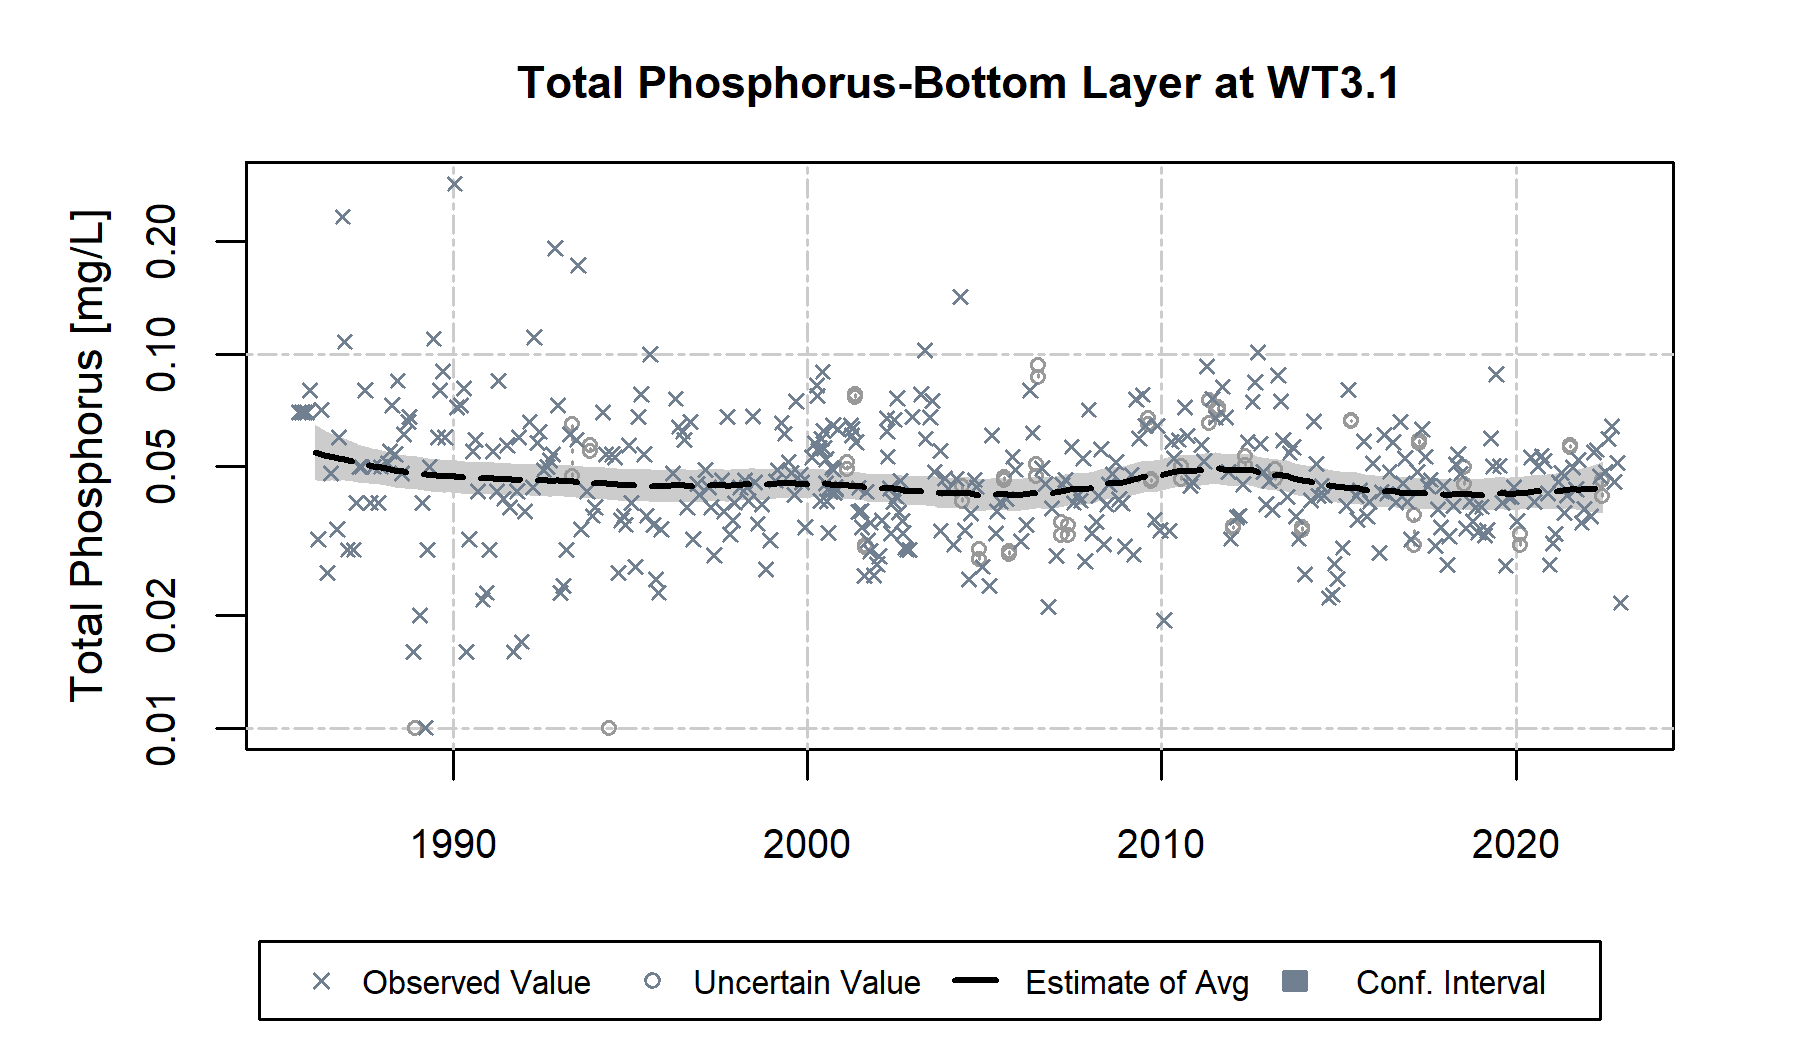 Total Phosphorus-Bottom Layer at WT3.1
Total Phosphorus [mg/L]
0.20
0.10
0.05
0.02
0.01
1990 2000 2010 2020
Observed Value Uncertain Value Estimate of Avg Conf. Interval